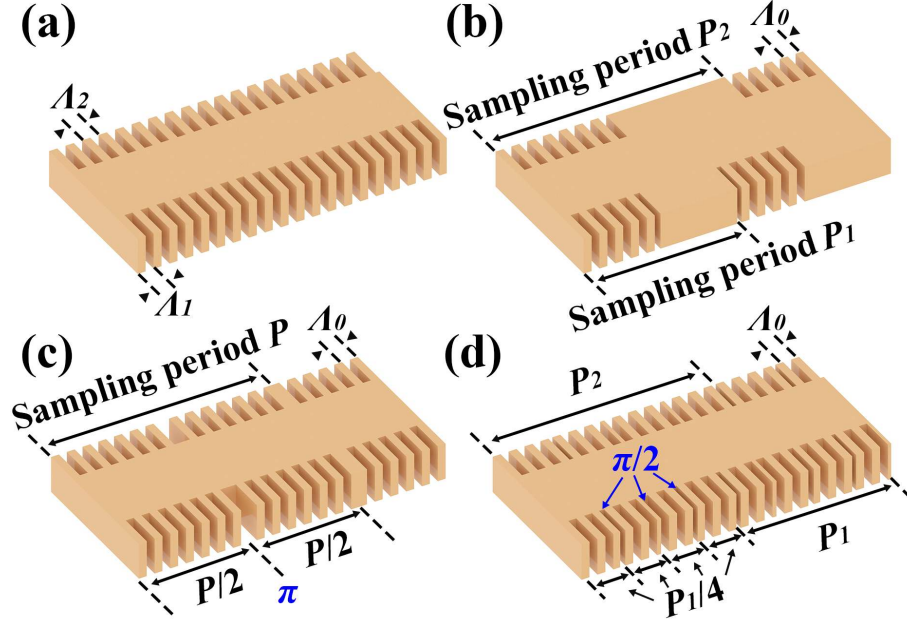 (a)
Λ2
Λ1
(b)
Λ0
Sampling period P2
Sampling period P1
(c)
Λ0
Sampling period P
P/2
P/2
π
(d)
Λ0
P2
π/2
P1
P1/4